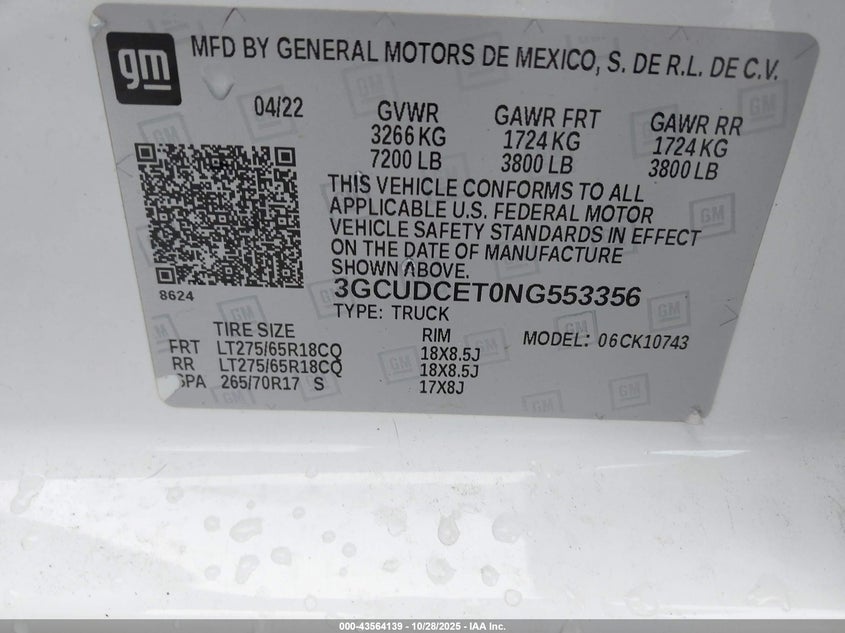 gm
MFD BY GENERAL MOTORS DE MEXICO, S. DE R.L. DE C.V.
04/22
GVWR
3266 KG
7200 LB
GAWR FRT
1724 KG
3800 LB
GAWR RR
1724 KG
3800 LB
THIS VEHICLE CONFORMS TO ALL
APPLICABLE U.S. FEDERAL MOTOR
VEHICLE SAFETY STANDARDS IN EFFECT
ON THE DATE OF MANUFACTURE
SHOWN ABOVE.
8624
3GCUDCET0NG553356
TYPE: TRUCK
MODEL: 06CK10743
TIRE SIZE
RIM
FRT LT275/65R18CQ 18X8.5J
RR LT275/65R18CQ 18X8.5J
SPA 265/70R17 S 17X8J
000-43564139 - 10/28/2025 - IAA Inc.